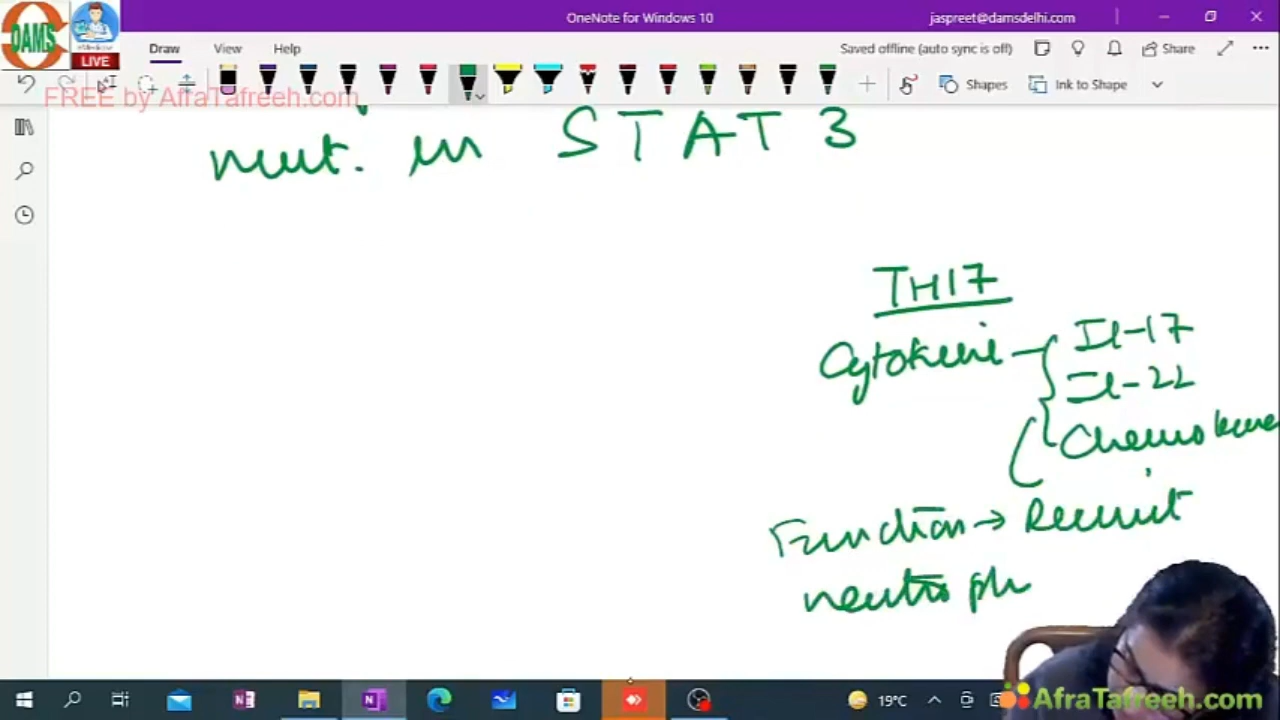 DAMS
eMedicoz
LIVE
OneNote for Windows 10
jaspreet@damsdelhi.com
Draw
View
Help
Saved offline (auto sync is off)
Share
Shapes
Ink to Shape
FREE by AfraTafreeh.com
mut. in STAT 3
TH17
Cytokine
Il-17
Il-22
Chemokine
Function → Recruit
neutroph
19°C
AfraTafreeh.com